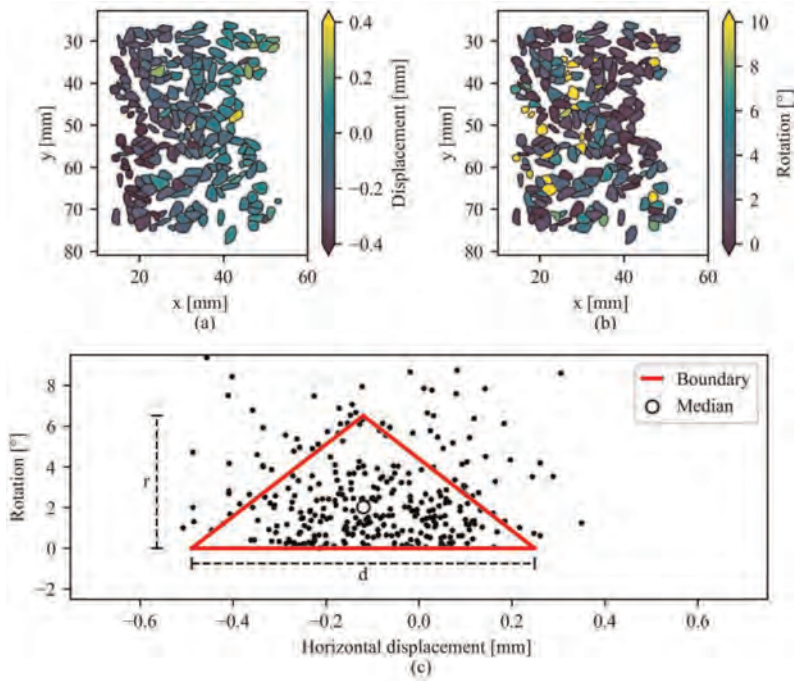 30
40
50
60
70
80
y [mm]
20
40
60
x [mm]
(a)
0.4
0.2
0.0
−0.2
−0.4
Displacement [mm]
30
40
50
60
70
80
y [mm]
20
40
60
x [mm]
(b)
10
8
6
4
2
0
Rotation [°]
8
6
4
2
0
−2
Rotation [°]
r
d
Boundary
Median
−0.6
−0.4
−0.2
0.0
0.2
0.4
0.6
Horizontal displacement [mm]
(c)